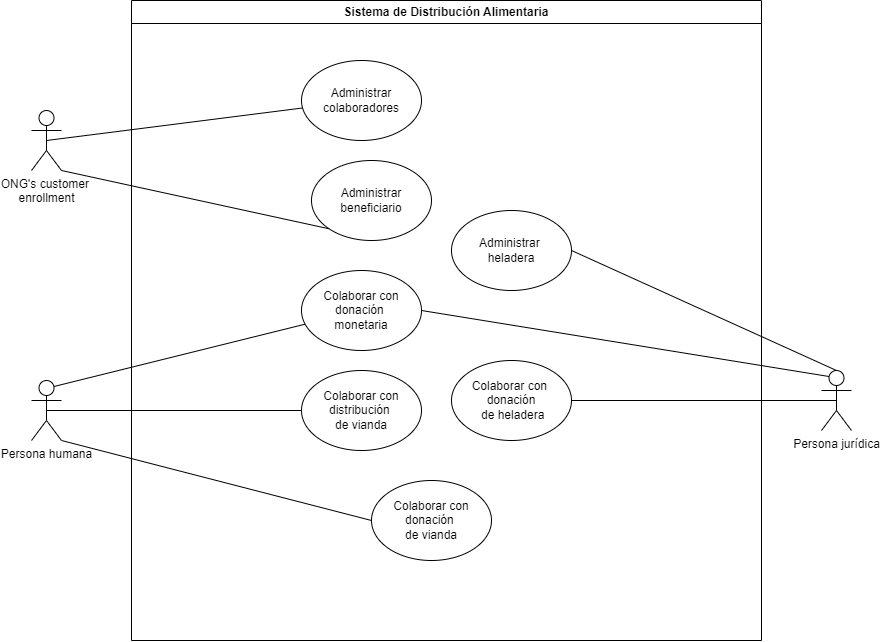 Sistema de Distribución Alimentaria
Administrar
colaboradores
ONG's customer
enrollment
Administrar
beneficiario
Administrar
heladera
Colaborar con
donación
monetaria
Colaborar con
distribución
de vianda
Colaborar con
donación
de heladera
Persona humana
Persona jurídica
Colaborar con
donación
de vianda